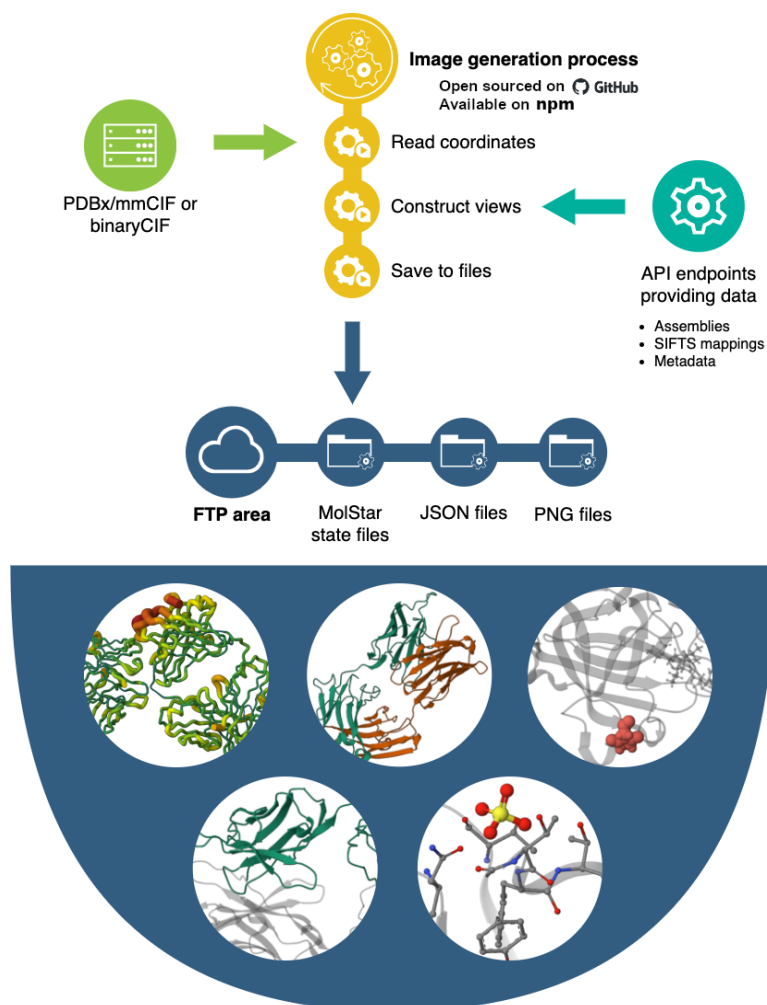 Image generation process
Open sourced on GitHub
Available on npm
Read coordinates
PDBx/mmCIF or
binaryCIF
Construct views
Save to files
API endpoints
providing data
• Assemblies
• SIFTS mappings
• Metadata
FTP area
MolStar
state files
JSON files
PNG files